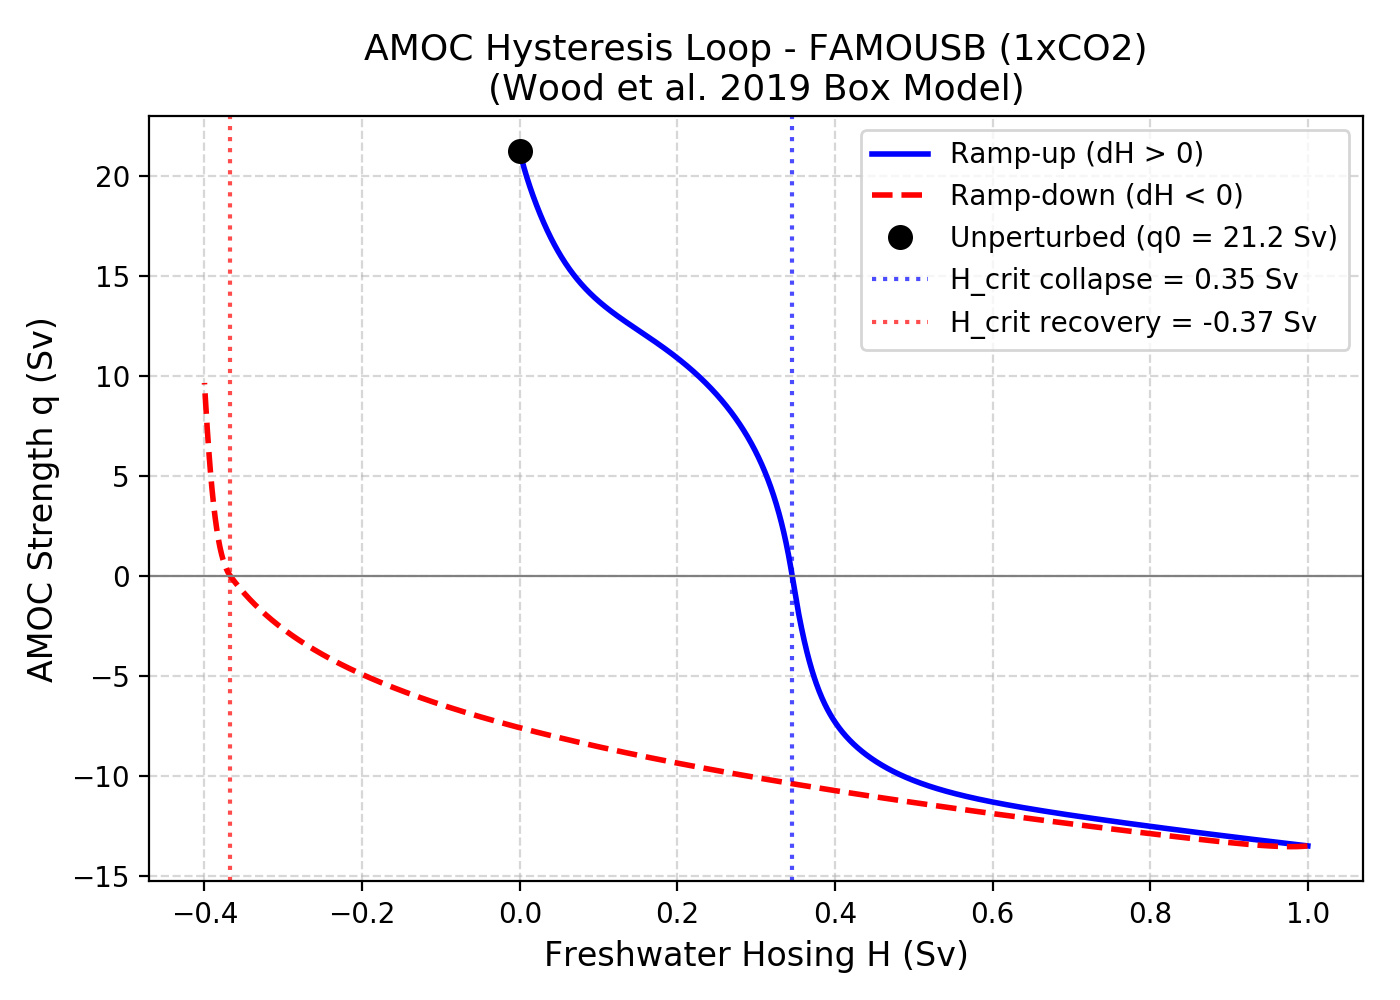 AMOC Hysteresis Loop - FAMOUSB (1xCO2)
(Wood et al. 2019 Box Model)
Ramp-up (dH > 0)
Ramp-down (dH < 0)
Unperturbed (q0 = 21.2 Sv)
H_crit collapse = 0.35 Sv
H_crit recovery = -0.37 Sv
AMOC Strength q (Sv)
20
15
10
5
0
−5
−10
−15
−0.4
−0.2
0.0
0.2
0.4
0.6
0.8
1.0
Freshwater Hosing H (Sv)